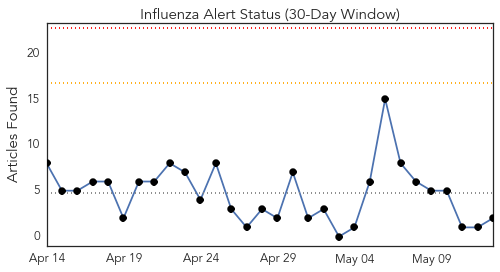 Influenza Alert Status (30-Day Window)
Articles Found
20
15
10
5
0
Apr 14
Apr 19
Apr 24
Apr 29
May 04
May 09